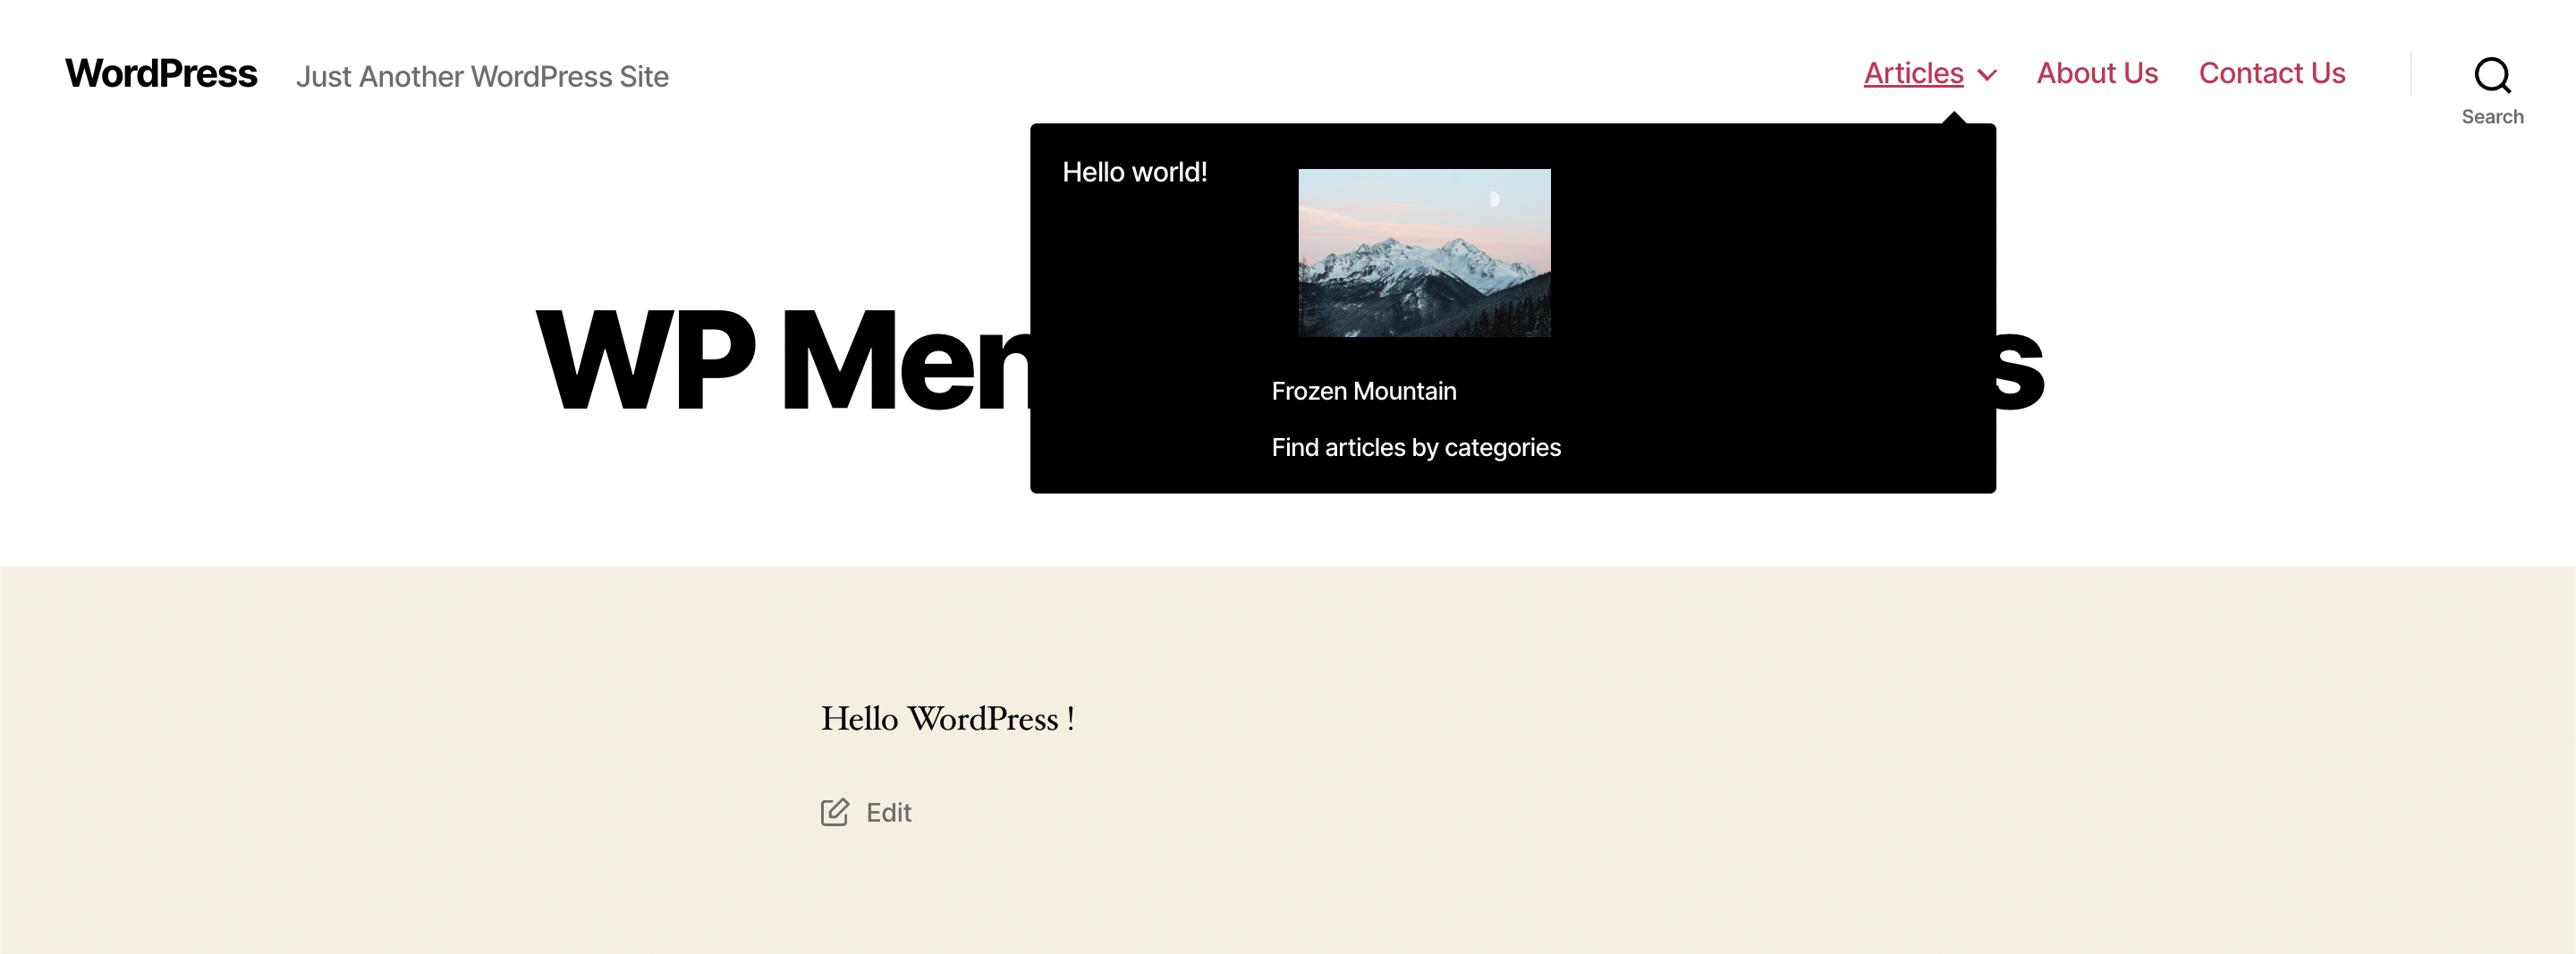 WordPress Just Another WordPress Site Articles About Us Contact Us
Search
Hello world!
WP Men
s
Frozen Mountain
Find articles by categories
Hello WordPress !
Edit